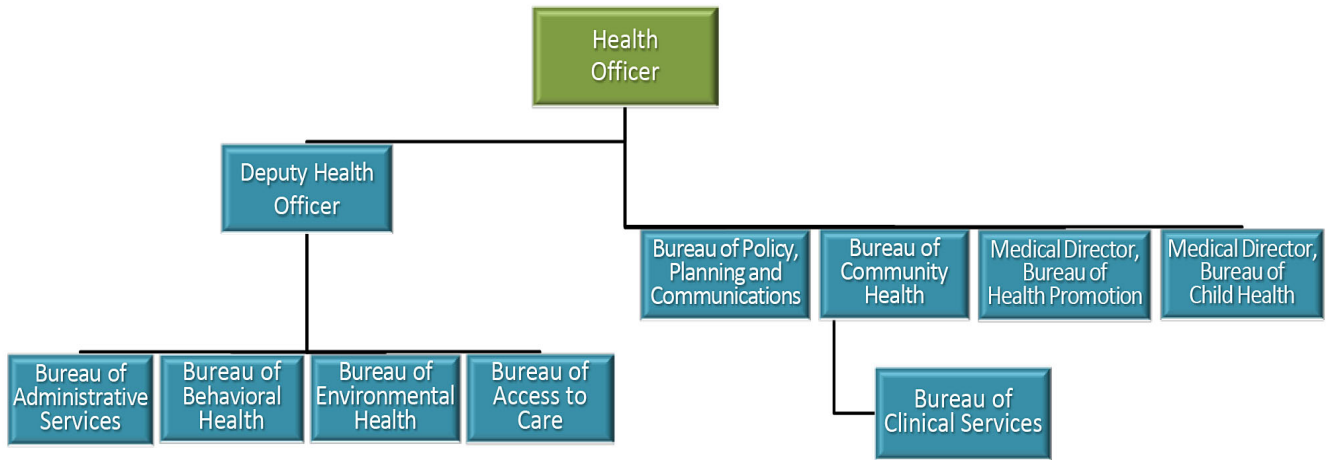 Health
Officer
Deputy Health
Officer
Bureau of Policy,
Planning and
Communications
Bureau of
Community
Health
Medical Director,
Bureau of
Health Promotion
Medical Director,
Bureau of
Child Health
Bureau of
Administrative
Services
Bureau of
Behavioral
Health
Bureau of
Environmental
Health
Bureau of
Access to
Care
Bureau of
Clinical Services